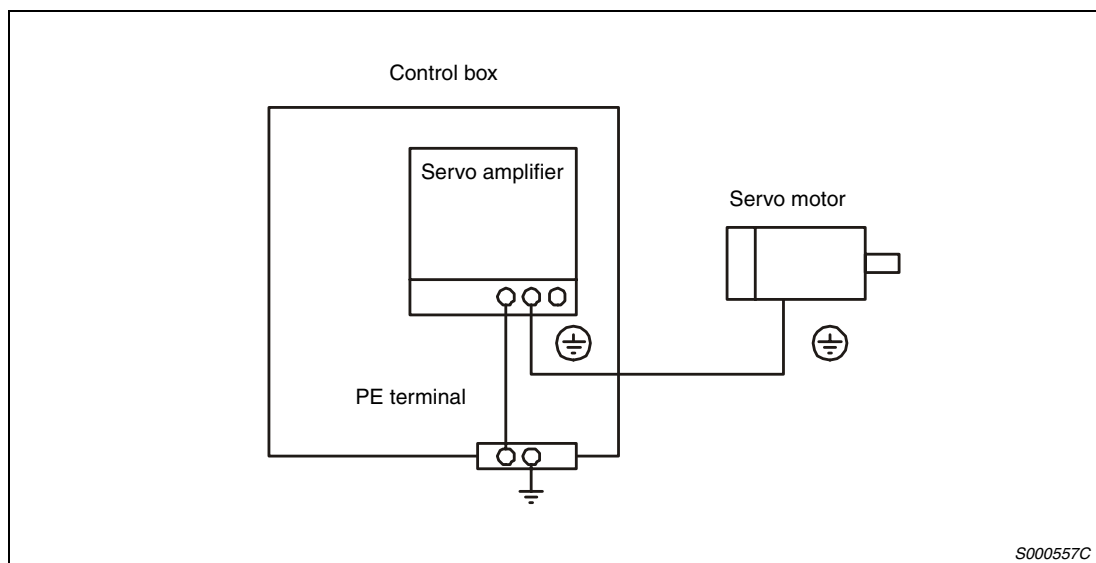 Control box
Servo amplifier
Servo motor
PE terminal
S000557C